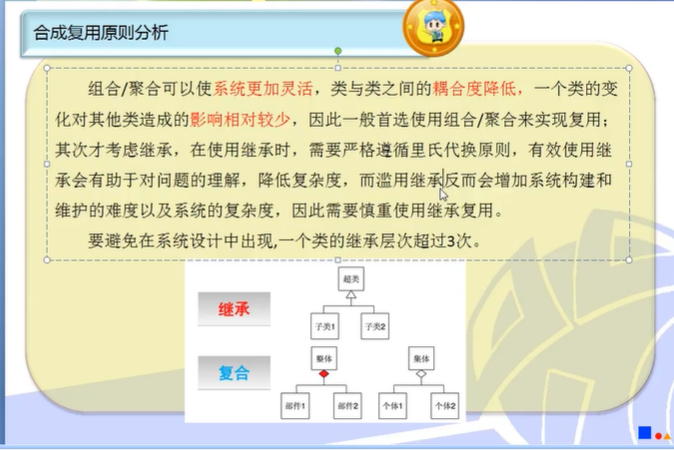 合成复用原则分析
组合/聚合可以使系统更加灵活，类与类之间的耦合度降低，一个类的变
化对其他类造成的影响相对较少，因此一般首选使用组合/聚合来实现复用；
其次才考虑继承，在使用继承时，需要严格遵循里氏代换原则，有效使用继
承会有助于对问题的理解，降低复杂度，而滥用继承反而会增加系统构建和
维护的难度以及系统的复杂度，因此需要慎重使用继承复用。
要避免在系统设计中出现,一个类的继承层次超过3次。
超类
继承
子类1 子类2
整体 集体
复合
部件1 部件2 个体1 个体2